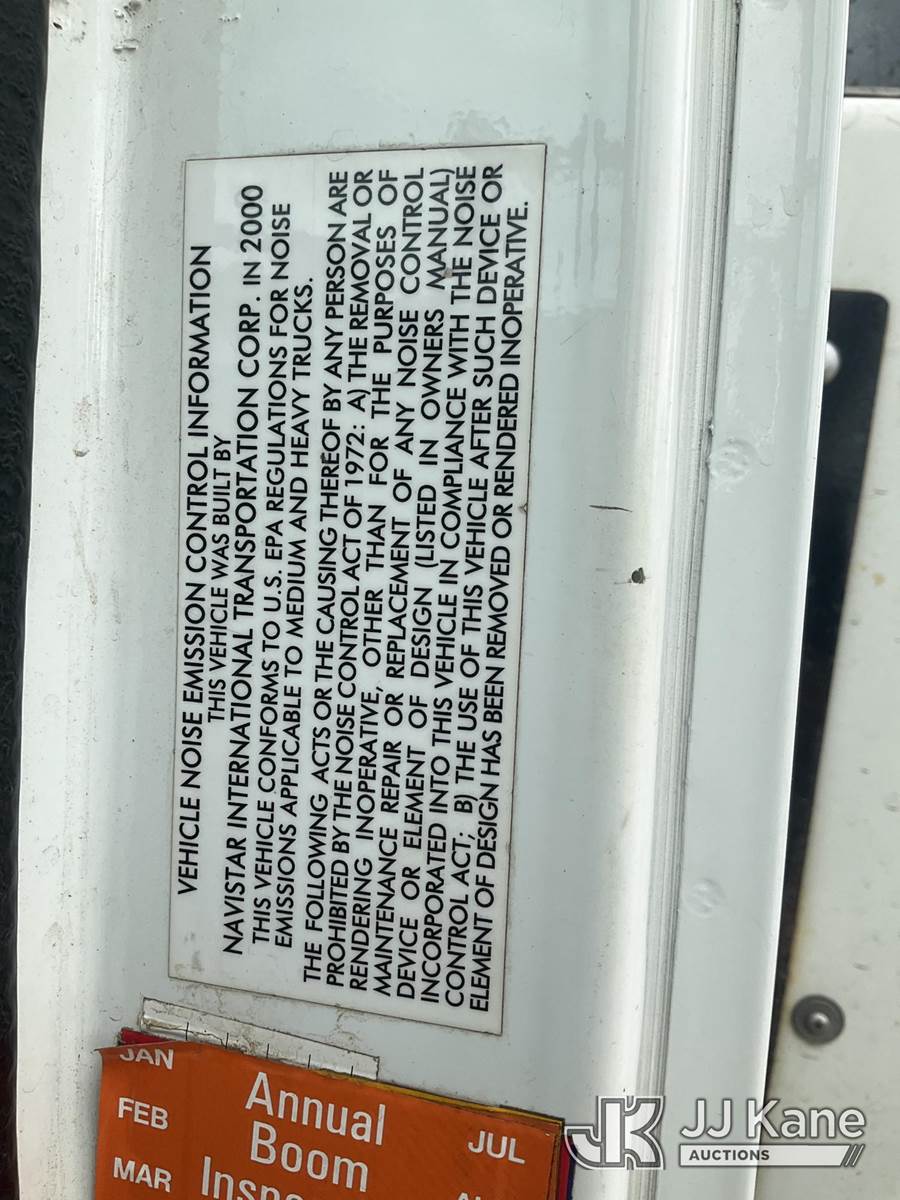 VEHICLE NOISE EMISSION CONTROL INFORMATION
THIS VEHICLE WAS BUILT BY
NAVISTAR INTERNATIONAL TRANSPORTATION CORP. IN 2000
THIS VEHICLE CONFORMS TO U.S. EPA REGULATIONS FOR NOISE
EMISSIONS APPLICABLE TO MEDIUM AND HEAVY TRUCKS.
THE FOLLOWING ACTS OR THE CAUSING THEREOF BY ANY PERSON ARE
PROHIBITED BY THE NOISE CONTROL ACT OF 1972: A) THE REMOVAL OR
RENDERING INOPERATIVE, OTHER THAN FOR THE PURPOSES OF
MAINTENANCE REPAIR OR REPLACEMENT OF ANY NOISE CONTROL
DEVICE OR ELEMENT OF DESIGN (LISTED IN OWNERS MANUAL)
INCORPORATED INTO THIS VEHICLE IN COMPLIANCE WITH THE NOISE
CONTROL ACT; B) THE USE OF THIS VEHICLE AFTER SUCH DEVICE OR
ELEMENT OF DESIGN HAS BEEN REMOVED OR RENDERED INOPERATIVE.
JAN
FEB
MAR
Annual
Boom
JUL
JK JJ Kane
AUCTIONS